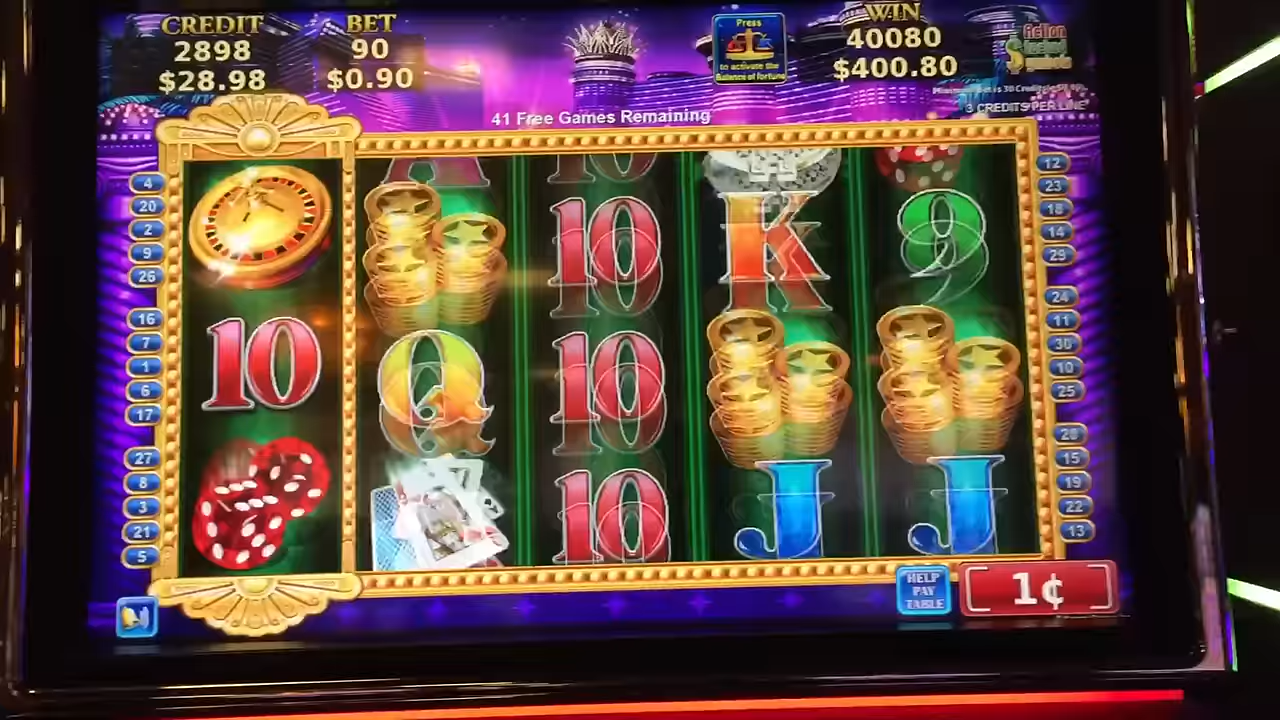 CREDIT
2898
$28.98
BET
90
$0.90
Press
to activate the
Balance of fortune
WIN
40080
$400.80
Action
$
3 CREDITS PER LINE
41 Free Games Remaining
4
20
2
9
26
16
7
1
6
17
27
8
3
21
5
12
23
18
14
29
24
11
30
10
25
28
15
19
22
13
A
10
10
K
9
10
Q
10
10
J
J
HELP
PAY
TABLE
1¢